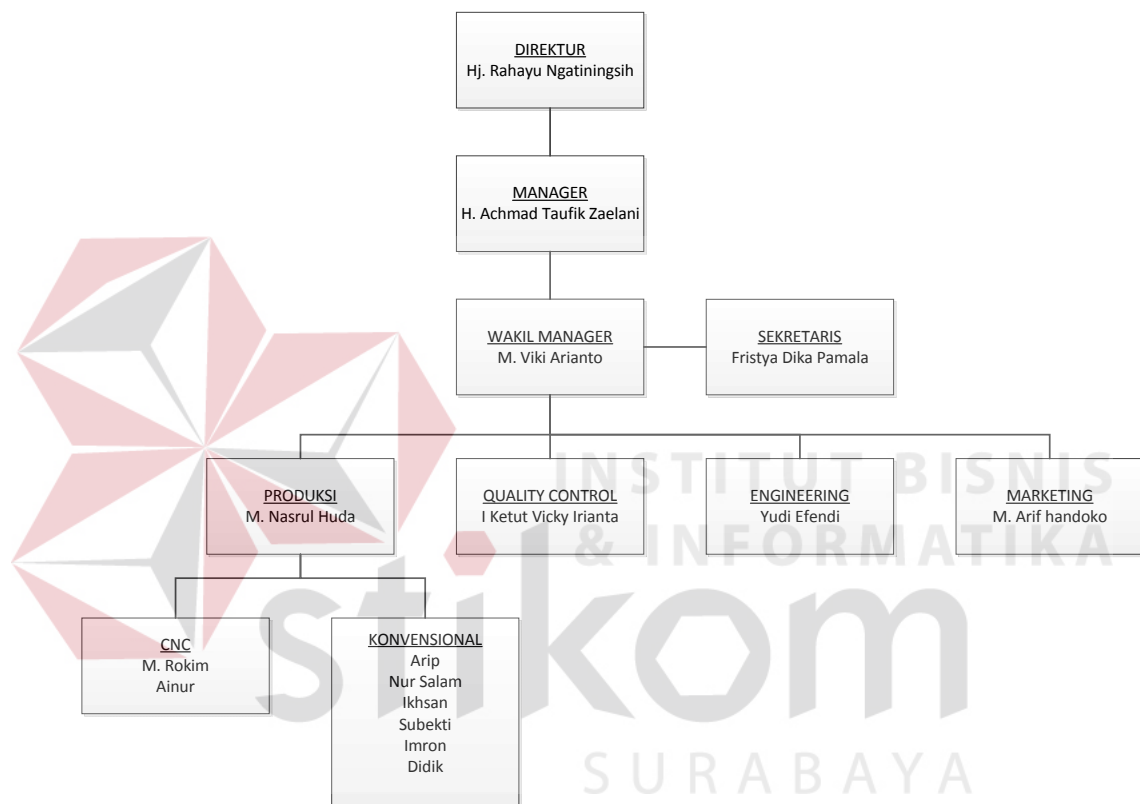 DIREKTUR
Hj. Rahayu Ngatiningsih
MANAGER
H. Achmad Taufik Zaelani
WAKIL MANAGER
M. Viki Arianto
SEKRETARIS
Fristya Dika Pamala
PRODUKSI
M. Nasrul Huda
QUALITY CONTROL
I Ketut Vicky Irianta
ENGINEERING
Yudi Efendi
MARKETING
M. Arif handoko
CNC
M. Rokim
Ainur
KONVENSIONAL
Arip
Nur Salam
Ikhsan
Subekti
Imron
Didik
INSTITUT BISNIS
& INFORMATIKA
stikom
SURABAYA